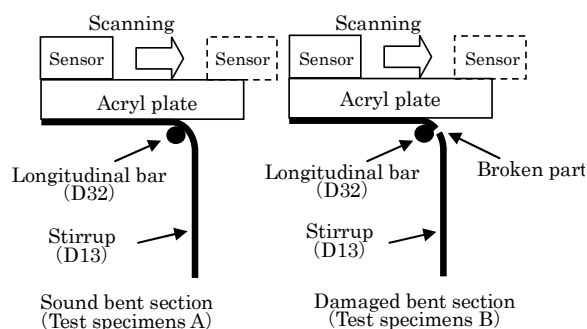 Scanning
Sensor
Sensor
Acryl plate
Longitudinal bar
(D32)
Stirrup
(D13)
Sound bent section
(Test specimens A)
Scanning
Sensor
Sensor
Acryl plate
Longitudinal bar
(D32)
Broken part
Stirrup
(D13)
Damaged bent section
(Test specimens B)